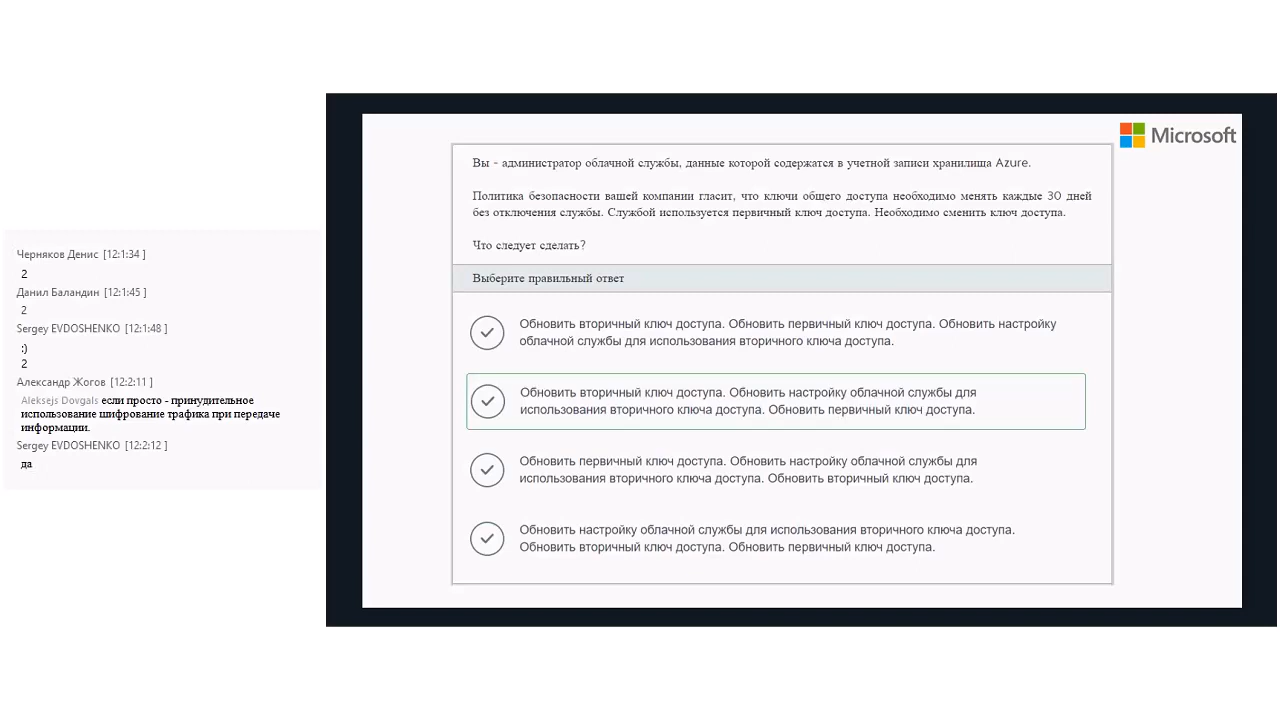 Черняков Денис [12:1:34 ]
2
Данил Баландин [12:1:45 ]
2
Sergey EVDOSHENKO [12:1:48 ]
:)
2
Александр Жогов [12:2:11 ]
Aleksejs Dovgals если просто - принудительное
использование шифрование трафика при передаче
информации.
Sergey EVDOSHENKO [12:2:12 ]
да
Microsoft
Вы - администратор облачной службы, данные которой содержатся в учетной записи хранилища Azure.
Политика безопасности вашей компании гласит, что ключи общего доступа необходимо менять каждые 30 дней
без отключения службы. Службой используется первичный ключ доступа. Необходимо сменить ключ доступа.
Что следует сделать?
Выберите правильный ответ
Обновить вторичный ключ доступа. Обновить первичный ключ доступа. Обновить настройку
облачной службы для использования вторичного ключа доступа.
Обновить вторичный ключ доступа. Обновить настройку облачной службы для
использования вторичного ключа доступа. Обновить первичный ключ доступа.
Обновить первичный ключ доступа. Обновить настройку облачной службы для
использования вторичного ключа доступа. Обновить вторичный ключ доступа.
Обновить настройку облачной службы для использования вторичного ключа доступа.
Обновить вторичный ключ доступа. Обновить первичный ключ доступа.